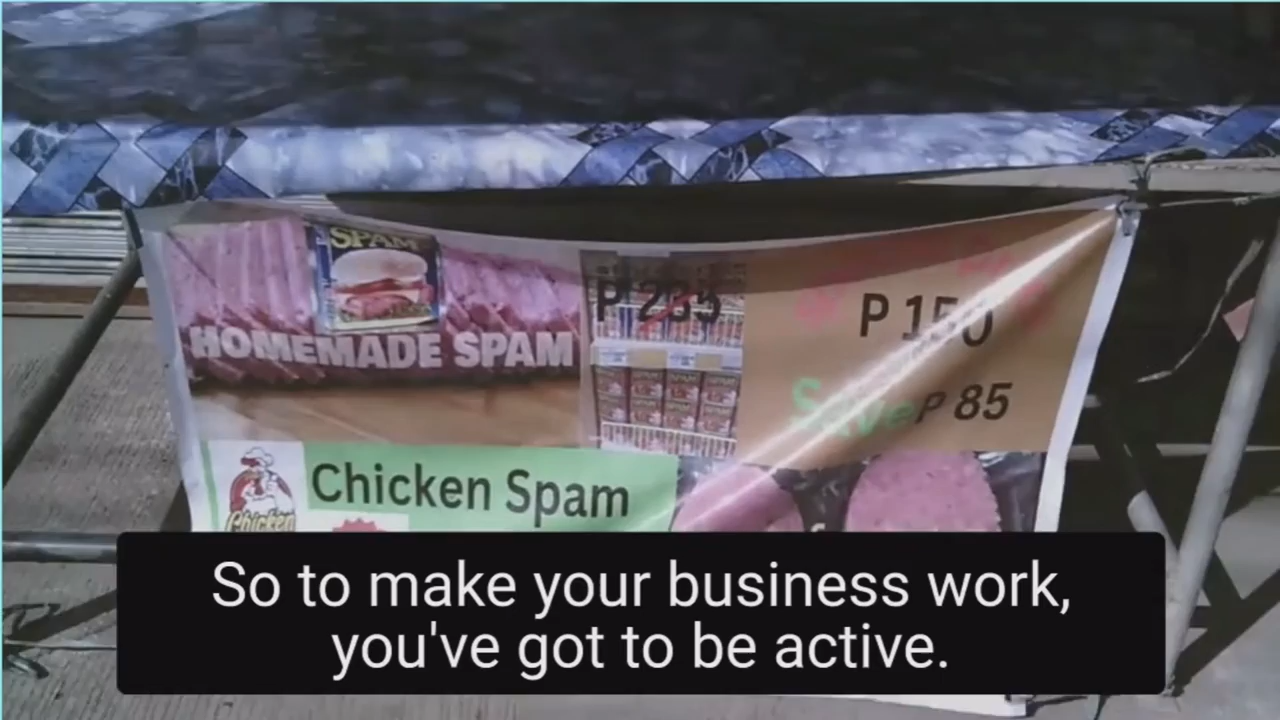 SPAM
HOMEMADE SPAM
P 235
P 150
Save P 85
Chicken Spam
Chicken
So to make your business work,
you've got to be active.